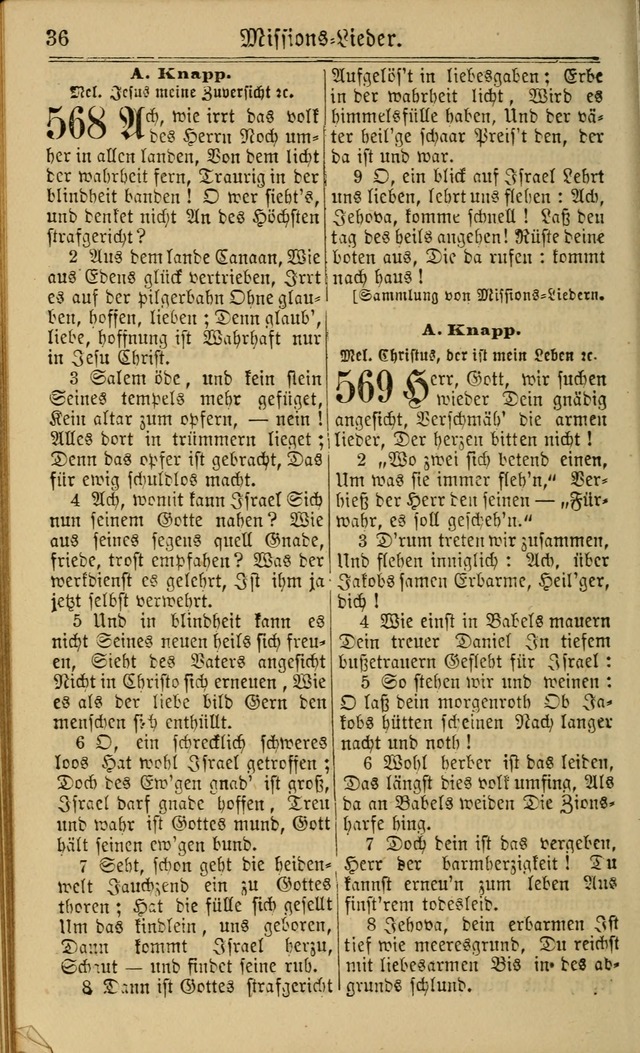 36
Missions-Lieder.
A. Knapp.
Mel. Jesus meine Zuversicht ꝛc.
568 Ach, wie irrt das volk
des Herrn Noch um-
her in allen landen, Von dem licht
der wahrheit fern, Traurig in der
blindheit banden! O wer sieht's,
und denket nicht An des Höchsten
strafgericht?
2 Aus dem lande Canaan, Wie
aus Edens glück vertrieben, Irrt
es auf der pilgerbahn Ohne glau-
ben, hoffen, lieben; Denn glaub',
liebe, hoffnung ist Wahrhaft nur
in Jesu Christ.
3 Salem öde, und kein stein
Seines tempels mehr gefüget,
Kein altar zum opfern, — nein!
Alles dort in trümmern lieget;
Denn das opfer ist gebracht, Das
für ewig schuldlos macht.
4 Ach, womit kann Israel Sich
nun seinem Gotte nahen? Wie
aus seines segens quell Gnade,
friede, trost empfahen? Was der
werkdienst es gelehrt, Ist ihm ja
jetzt selbst verwehrt.
5 Und in blindheit kann es
nicht Seines neuen heils sich freu-
en, Sieht des Vaters angesicht
Nicht in Christo sich erneuen, Wie
es als der liebe bild Gern den
menschen sich enthüllt.
6 O, ein schrecklich schweres
loos Hat wohl Israel getroffen;
Doch des Ew'gen gnad' ist groß,
Israel darf gnade hoffen, Treu
und wahr ist Gottes mund, Gott
hält seinen ew'gen bund.
7 Seht, schon geht die heiden-
welt Jauchzend ein zu Gottes
thoren; Hat die fülle sich gesellt
Um das kindlein, uns geboren,
Dann kommt Israel herzu,
Schaut — und findet seine ruh.
8 Dann ist Gottes strafgericht
Aufgelös't in liebesgaben; Erbe
in der wahrheit licht, Wird es
himmelsfülle haben, Und der vä-
ter heil'ge schaar Preis't den, der
da ist und war.
9 O, ein blick auf Israel Lehrt
uns lieben, lehrt uns flehen: Ach,
Jehova, komme schnell! Laß den
tag des heils angehen! Rüste deine
boten aus, Die da rufen: kommt
nach haus!
[Sammlung von Missions-Liedern.
A. Knapp.
Mel. Christus, der ist mein Leben ꝛc.
569 Herr, Gott, wir suchen
wieder Dein gnädig
angesicht, Verschmäh' die armen
lieder, Der herzen bitten nicht!
2 „Wo zwei sich betend einen,
Um was sie immer fleh'n,“ Ver-
hieß der Herr den seinen — „Für-
wahr, es soll gescheh'n.“
3 D'rum treten wir zusammen,
Und flehen inniglich: Ach, über
Jakobs samen Erbarme, Heil'ger,
dich!
4 Wie einst in Babels mauern
Dein treuer Daniel In tiefem
bußetrauern Gefleht für Israel:
5 So stehen wir und weinen:
O laß dein morgenroth Ob Ja-
kobs hütten scheinen Nach langer
nacht und noth!
6 Wohl herber ist das leiden,
Das längst dies volk umfing, Als
da an Babels weiden Die Zions-
harfe hing.
7 Doch dein ist das vergeben,
Herr der barmherzigkeit! Du
kannst erneu'n zum leben Aus
finst'rem todesleid.
8 Jehova, dein erbarmen Ist
tief wie meeresgrund, Du reichst
mit liebesarmen Bis in des ab-
grunds schlund.